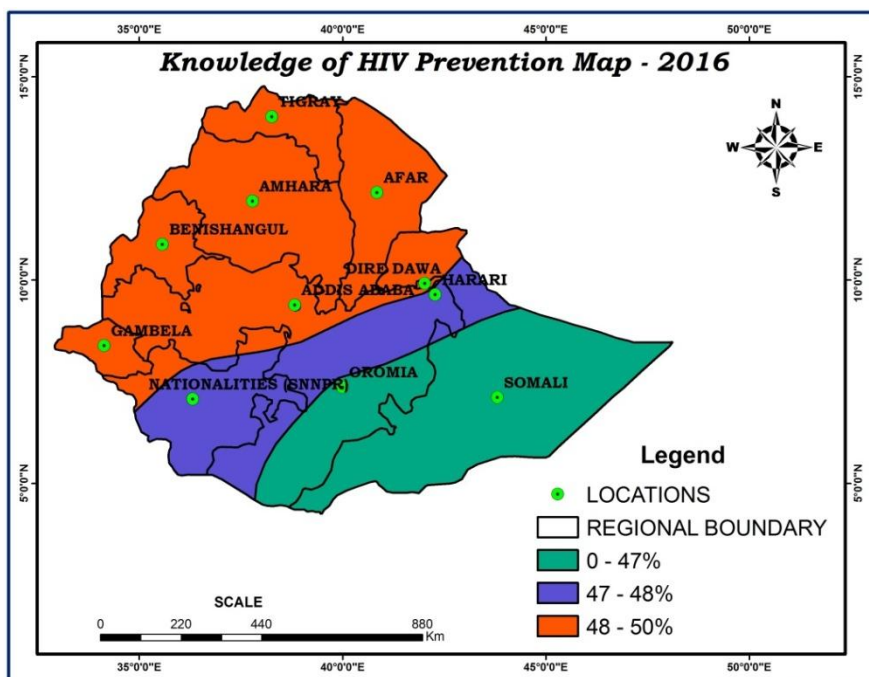 35°0'0"E 40°0'0"E 45°0'0"E 50°0'0"E
Knowledge of HIV Prevention Map - 2016
15°0'0"N 15°0'0"N
N
W E
S
TIGRAY
AFAR
AMHARA
BENISHANGUL
DIRE DAWA
10°0'0"N 10°0'0"N
HARARI
ADDIS ABABA
GAMBELA
OROMIA
NATIONALITIES (SNNPR)
SOMALI
Legend
5°0'0"N 5°0'0"N
LOCATIONS
REGIONAL BOUNDARY
0 - 47%
47 - 48%
48 - 50%
SCALE
0 220 440 880
Km
35°0'0"E 40°0'0"E 45°0'0"E 50°0'0"E